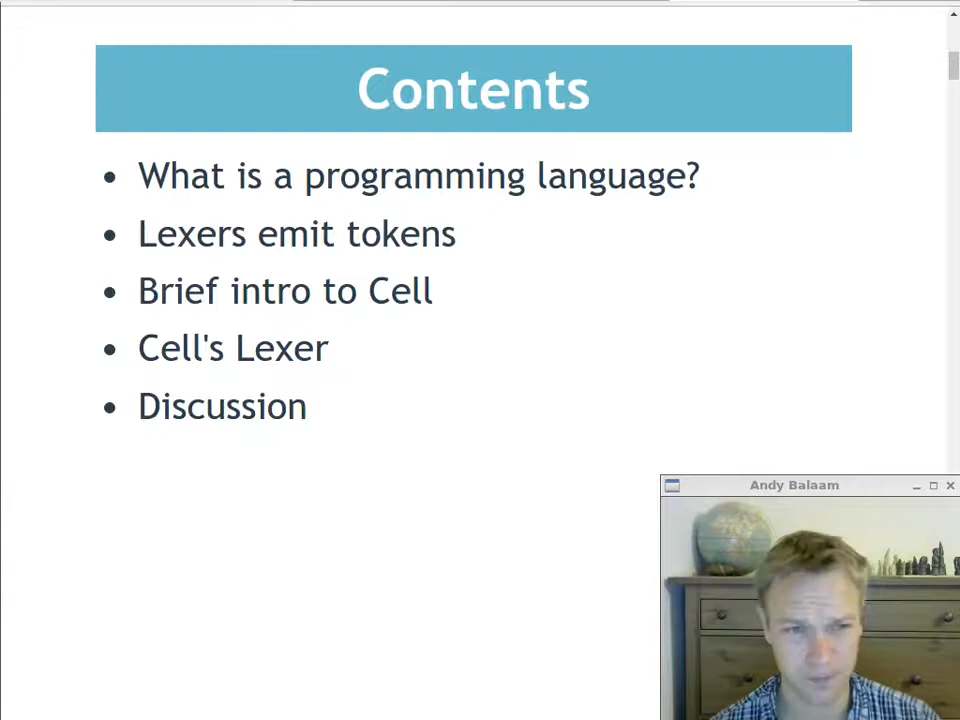 Contents
• What is a programming language?
• Lexers emit tokens
• Brief intro to Cell
• Cell's Lexer
• Discussion
Andy Balaam